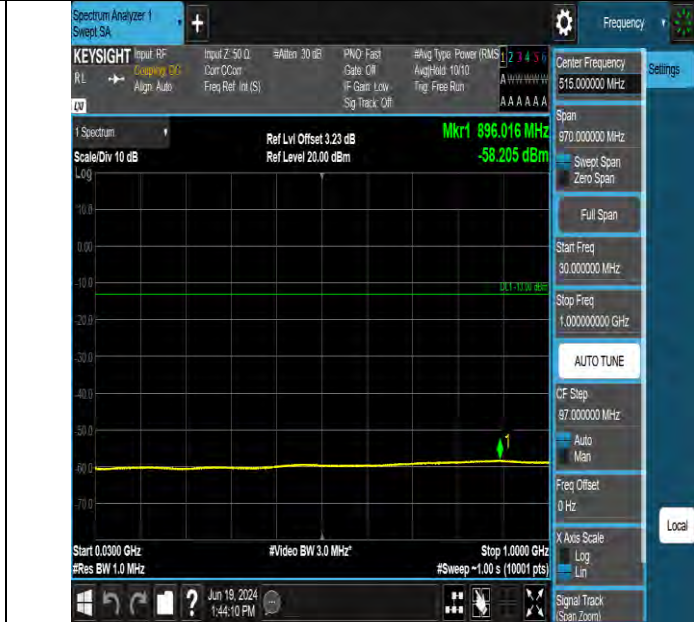 Spectrum Analyzer 1
Swept SA
+
Frequency
KEYSIGHT
RL
LXI
Input: RF
Coupling: DC
Align: Auto
Input Z: 50 Ω
Corr CCorr
Freq Ref: Int (S)
#Atten: 30 dB
PNO: Fast
Gate: Off
IF Gain: Low
Sig Track: Off
#Avg Type: Power (RMS
Avg|Hold: 10/10
Trig: Free Run
1 2 3 4 5 6
A W W W W W
A A A A A A
Center Frequency
515.000000 MHz
Settings
Span
970.000000 MHz
Swept Span
Zero Span
Full Span
Start Freq
30.000000 MHz
Stop Freq
1.000000000 GHz
AUTO TUNE
CF Step
97.000000 MHz
Auto
Man
Freq Offset
0 Hz
X Axis Scale
Log
Lin
Signal Track
(Span Zoom)
Local
1 Spectrum
Scale/Div 10 dB
Log
Ref Lvl Offset 3.23 dB
Ref Level 20.00 dBm
Mkr1 896.016 MHz
-58.205 dBm
10.0
0.00
-10.0
DL1 -13.00 dBm
-20.0
-30.0
-40.0
-50.0
1
-60.0
-70.0
Start 0.0300 GHz
#Res BW 1.0 MHz
#Video BW 3.0 MHz*
Stop 1.0000 GHz
#Sweep ~1.00 s (10001 pts)
?
Jun 19, 2024
1:44:10 PM